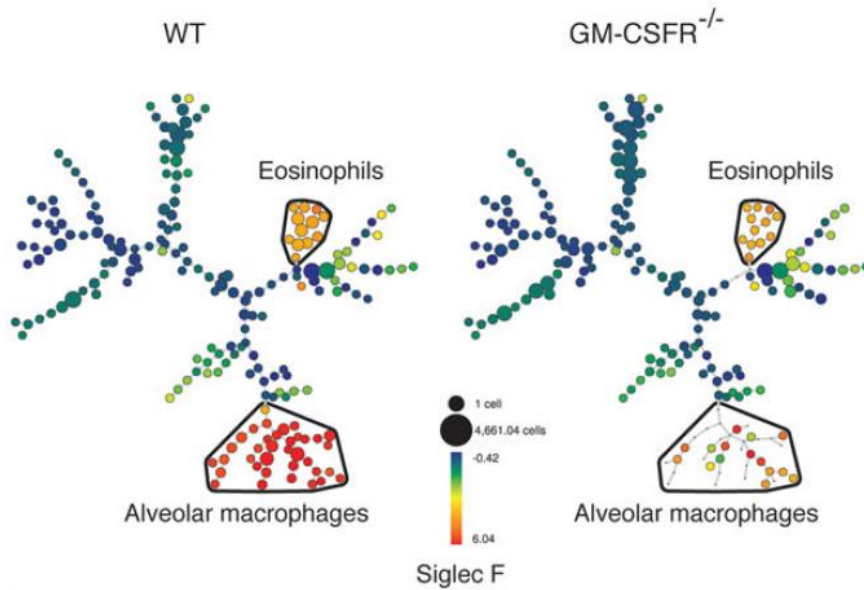 WT
GM-CSFR-/-
Eosinophils
Eosinophils
1 cell
4,661.04 cells
-0.42
6.04
Alveolar macrophages
Alveolar macrophages
Siglec F